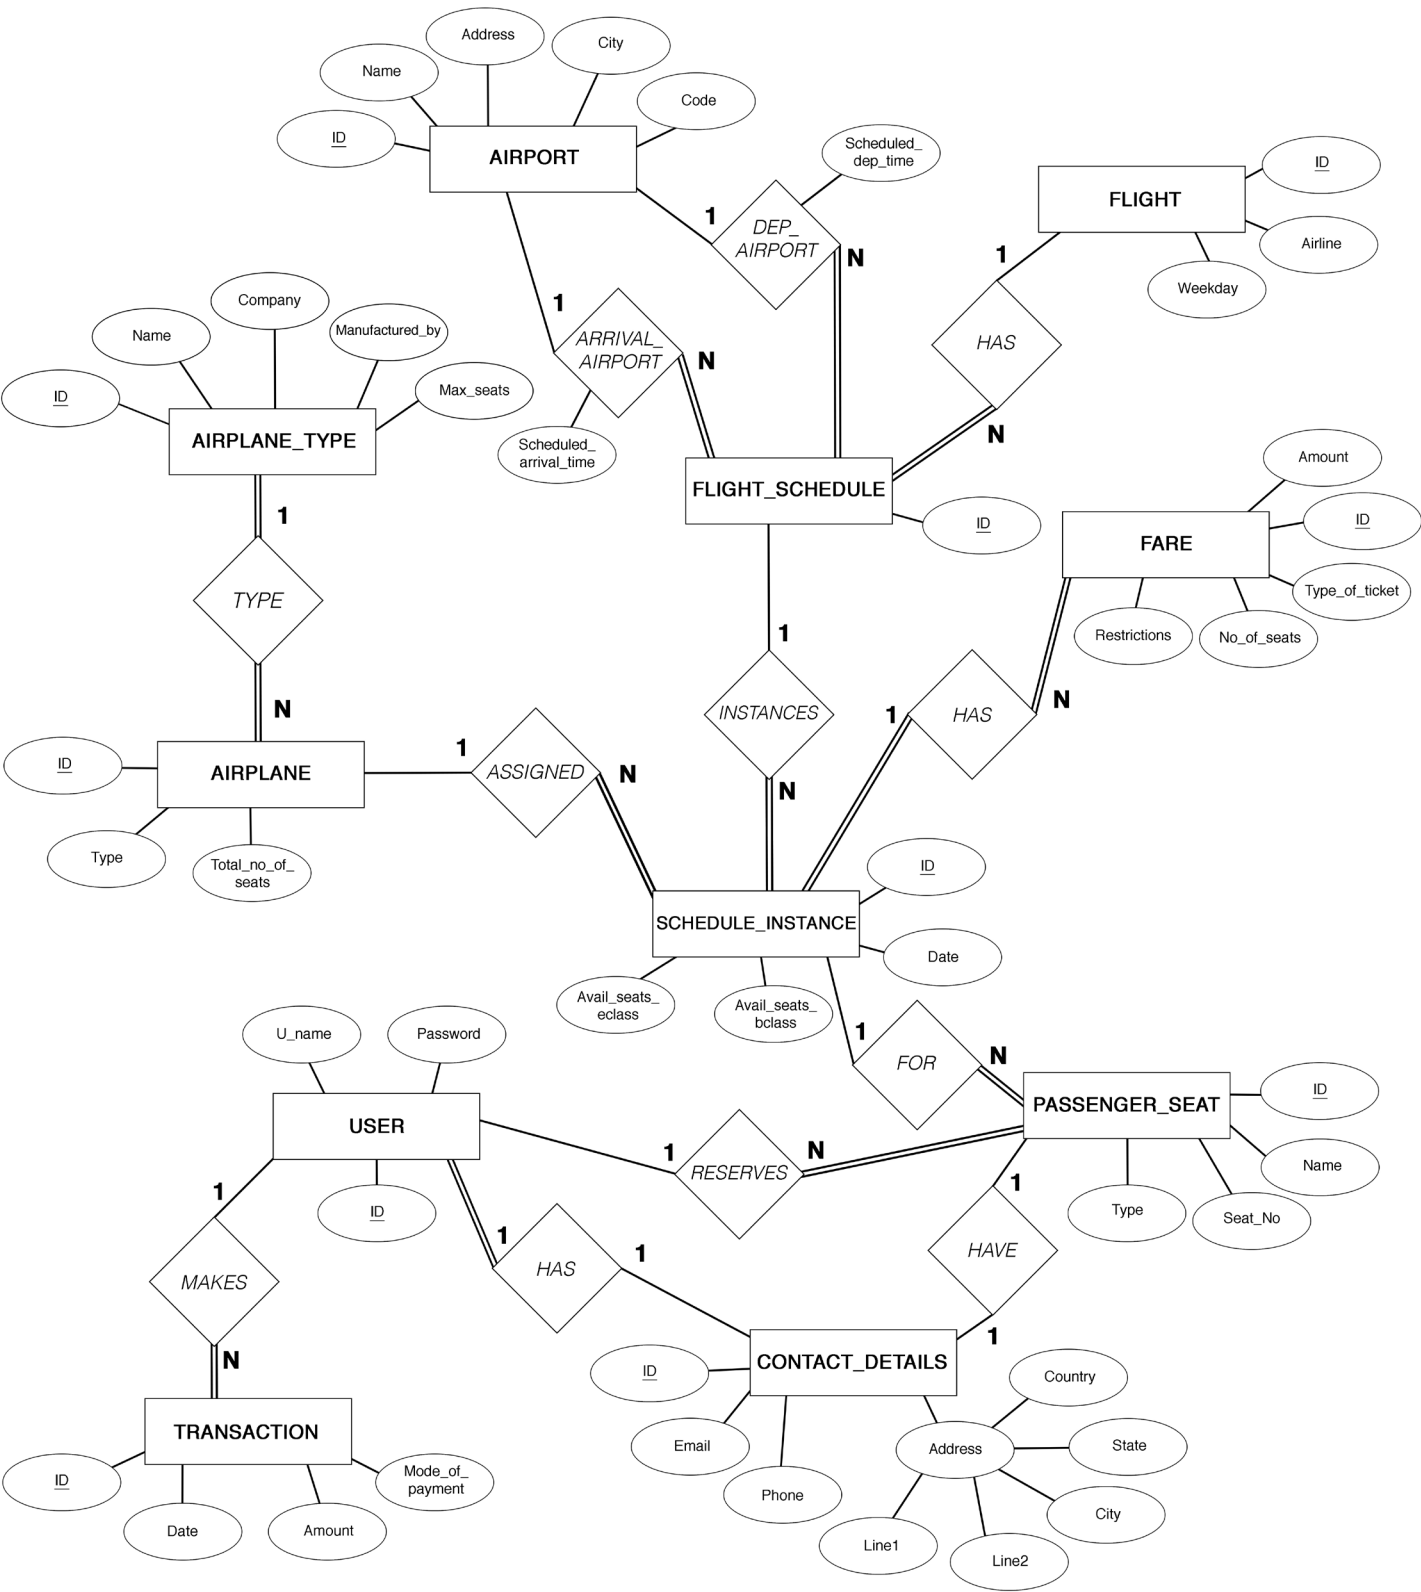 Address
City
Name
Code
ID
AIRPORT
Scheduled_
dep_time
ID
FLIGHT
1
DEP_
AIRPORT
N
Airline
1
Weekday
Company
1
Name
Manufactured_by
ARRIVAL_
AIRPORT
N
HAS
ID
Max_seats
AIRPLANE_TYPE
Scheduled_
arrival_time
N
Amount
FLIGHT_SCHEDULE
1
ID
ID
FARE
Type_of_ticket
TYPE
1
Restrictions
No_of_seats
N
N
INSTANCES
1
HAS
1
ID
AIRPLANE
ASSIGNED
N
N
Type
Total_no_of_
seats
ID
SCHEDULE_INSTANCE
Date
Avail_seats_
eclass
Avail_seats_
bclass
U_name
Password
1
FOR
N
ID
USER
PASSENGER_SEAT
1
RESERVES
N
Name
1
ID
1
Type
Seat_No
1
HAS
1
HAVE
MAKES
N
1
ID
CONTACT_DETAILS
Country
TRANSACTION
Email
Address
State
ID
Mode_of_
payment
Phone
City
Date
Amount
Line1
Line2